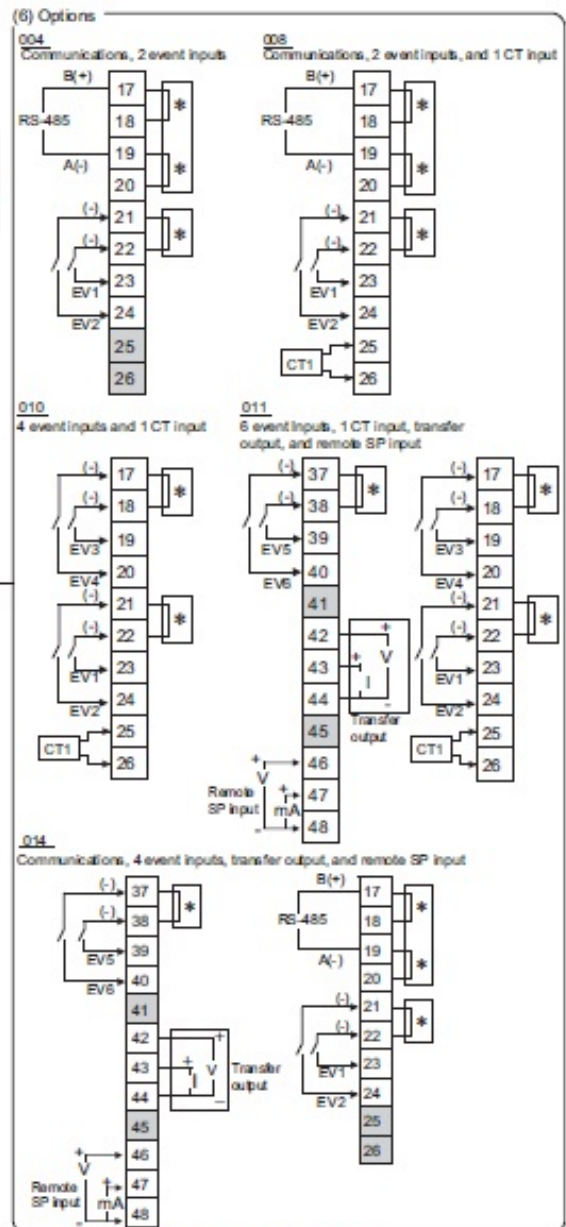 (6) Options
004
Communications, 2 event inputs
B(+)
RS-485
A(-)
17
18
19
20
21
22
23
24
25
26
*
*
*
(-)
(-)
EV1
EV2
008
Communications, 2 event inputs, and 1 CT input
B(+)
RS-485
A(-)
17
18
19
20
21
22
23
24
25
26
*
*
*
(-)
(-)
EV1
EV2
CT1
010
4 event inputs and 1 CT input
(-)
(-)
EV3
EV4
(-)
(-)
EV1
EV2
CT1
17
18
19
20
21
22
23
24
25
26
*
*
011
6 event Inputs, 1 CT input, transfer
output, and remote SP input
(-)
(-)
EV5
EV6
37
38
39
40
41
42
43
44
45
46
47
48
*
+
+
V
I
-
Transfer
output
+
V
+
Remote
SP input
mA
-
(-)
(-)
EV3
EV4
(-)
(-)
EV1
EV2
CT1
17
18
19
20
21
22
23
24
25
26
*
*
014
Communications, 4 event inputs, transfer output, and remote SP input
(-)
(-)
EV5
EV6
37
38
39
40
41
42
43
44
45
46
47
48
*
+
+
V
I
-
Transfer
output
+
V
+
Remote
SP input
mA
-
B(+)
RS-485
A(-)
(-)
(-)
EV1
EV2
17
18
19
20
21
22
23
24
25
26
*
*
*